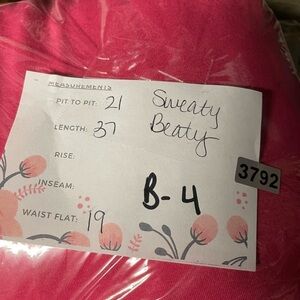 MEASUREMENTS
PIT TO PIT: 21
Sweaty
Beaty
LENGTH: 37
RISE:
3792
INSEAM:
B-4
WAIST FLAT: 19